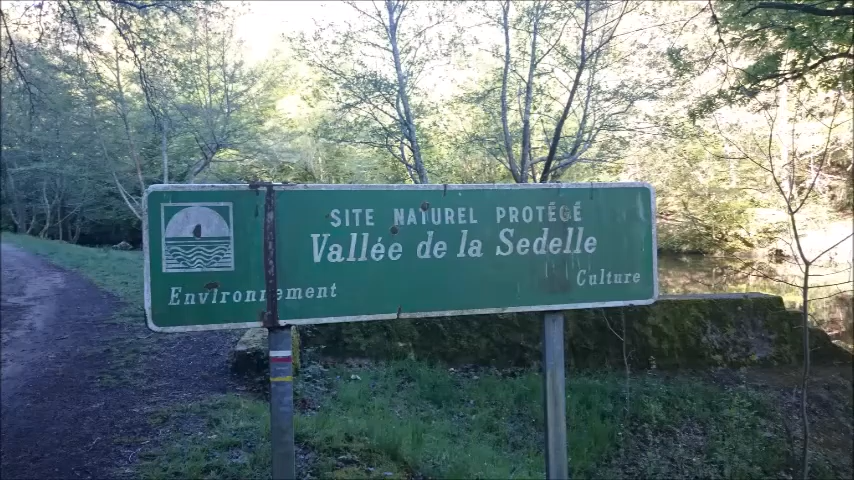 SITE NATUREL PROTÉGÉ
Vallée de la Sedelle
Environnement
Culture